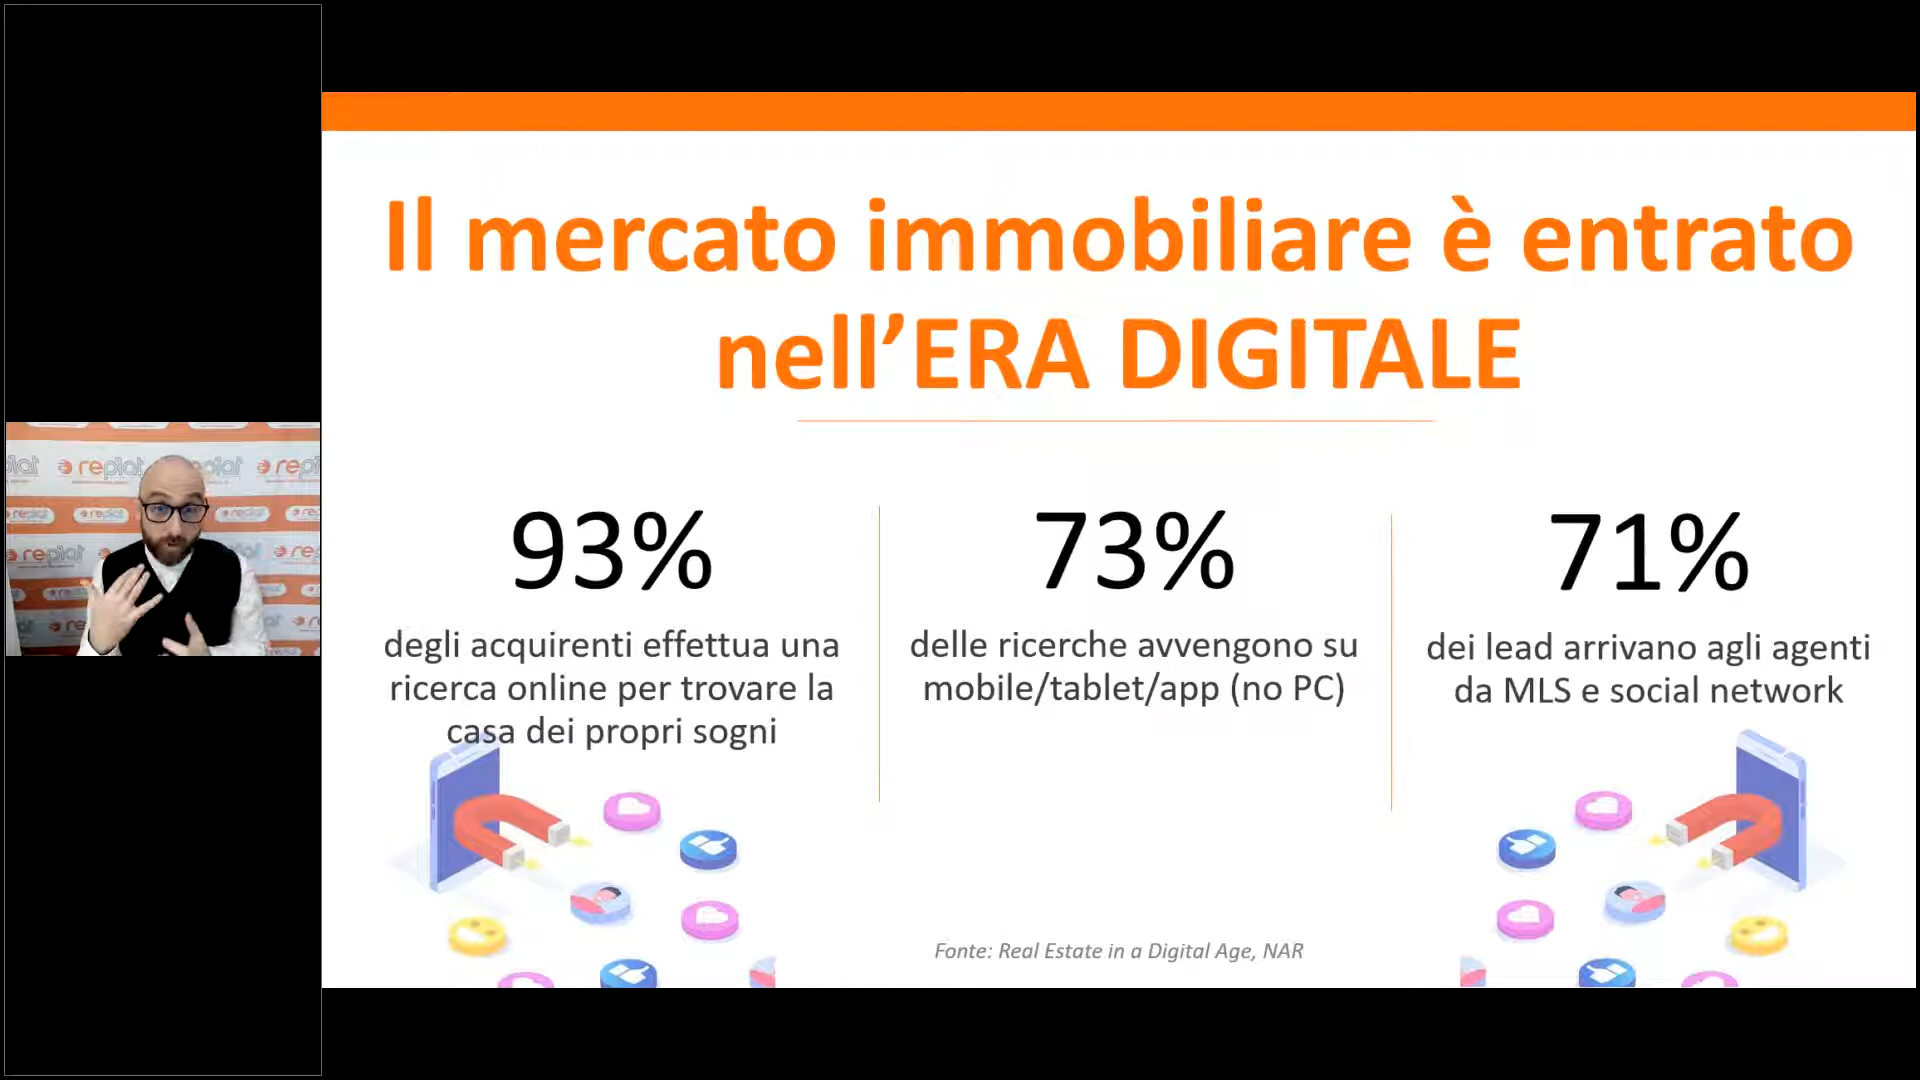 Il mercato immobiliare è entrato
nell'ERA DIGITALE
93%
degli acquirenti effettua una
ricerca online per trovare la
casa dei propri sogni
73%
delle ricerche avvengono su
mobile/tablet/app (no PC)
71%
dei lead arrivano agli agenti
da MLS e social network
Fonte: Real Estate in a Digital Age, NAR
replat